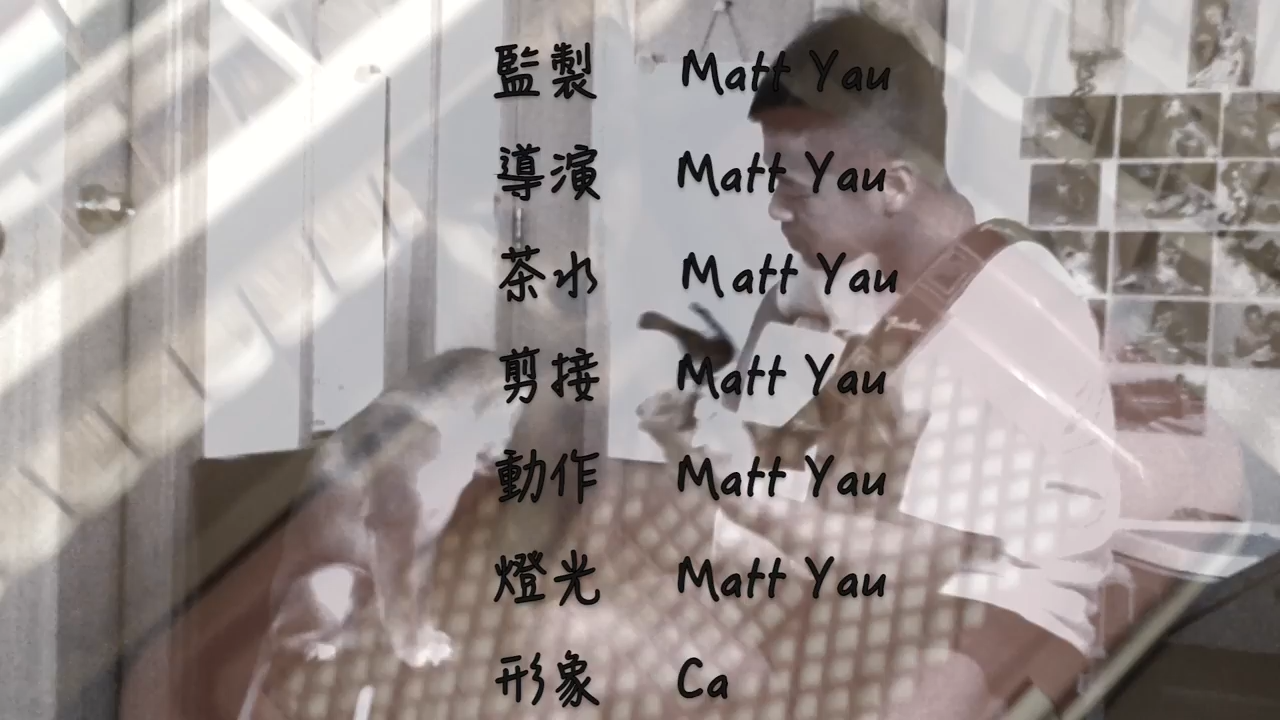 監製 Matt Yau
導演 Matt Yau
茶水 Matt Yau
剪接 Matt Yau
動作 Matt Yau
燈光 Matt Yau
形象 Ca